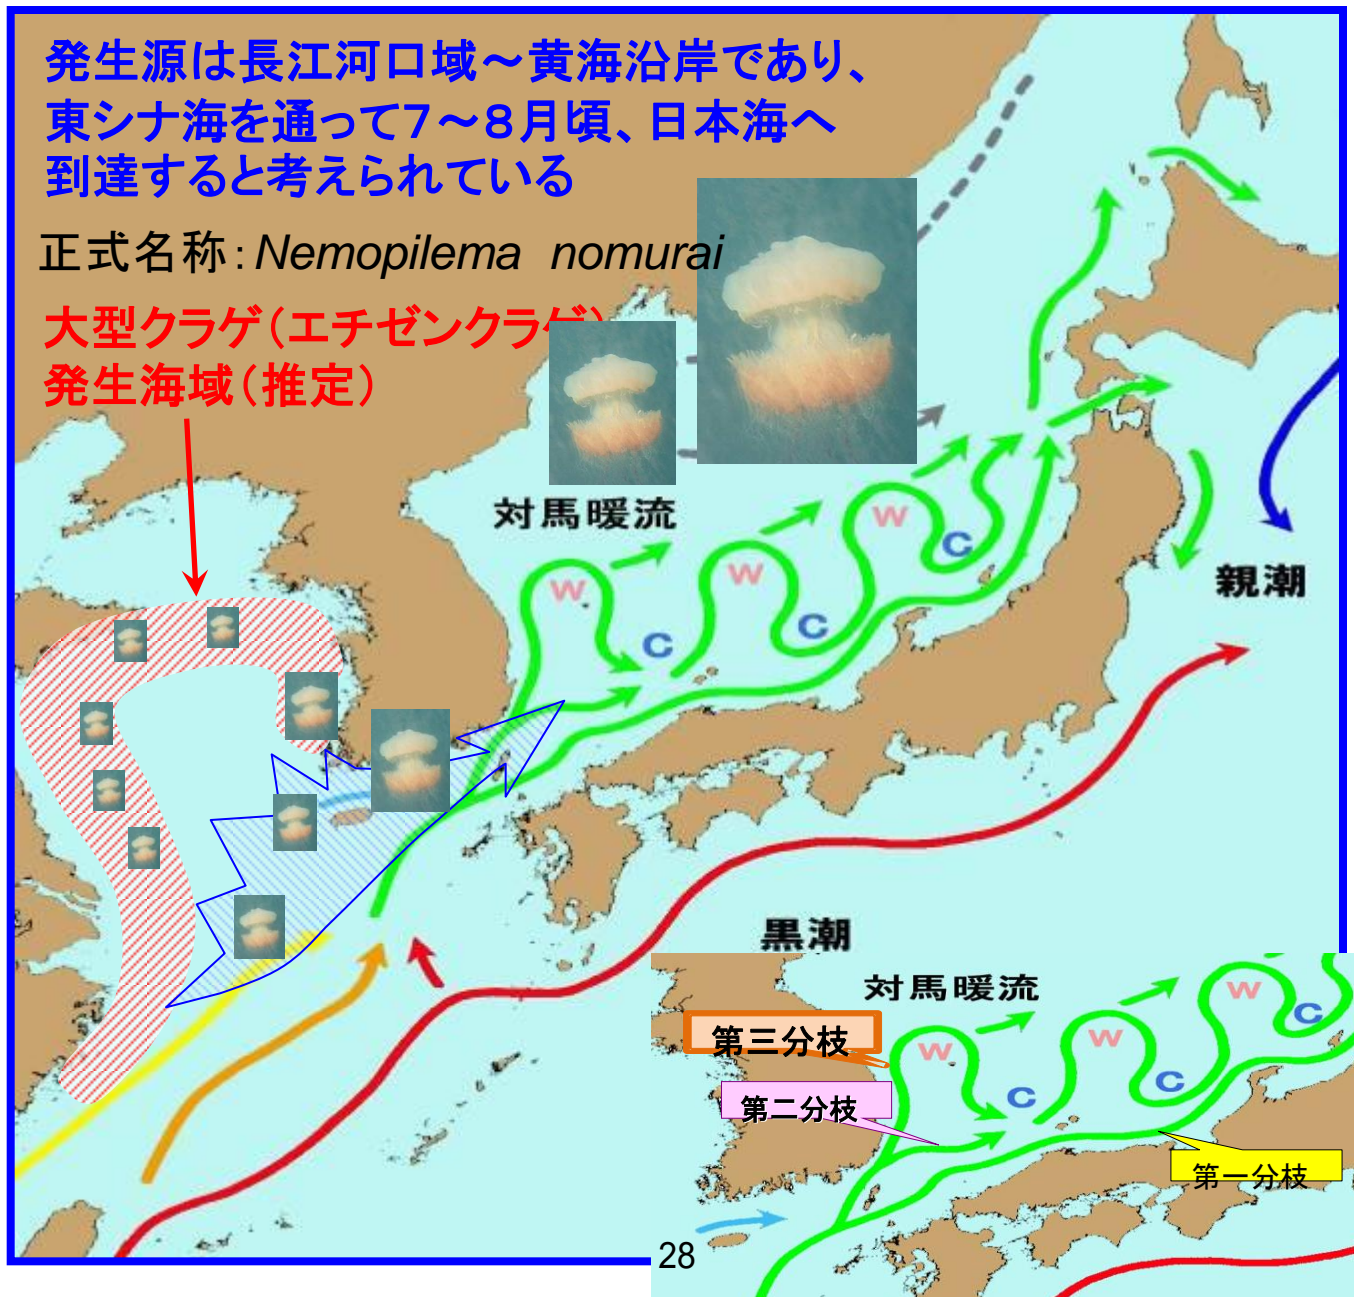 発生源は長江河口域～黄海沿岸であり、
東シナ海を通って７～８月頃、日本海へ
到達すると考えられている
正式名称：Nemopilema nomurai
大型クラゲ（エチゼンクラゲ）
発生海域（推定）
対馬暖流
W
C
W
C
W
C
親潮
黒潮
対馬暖流
W
C
W
C
W
C
第三分枝
第二分枝
第一分枝
28